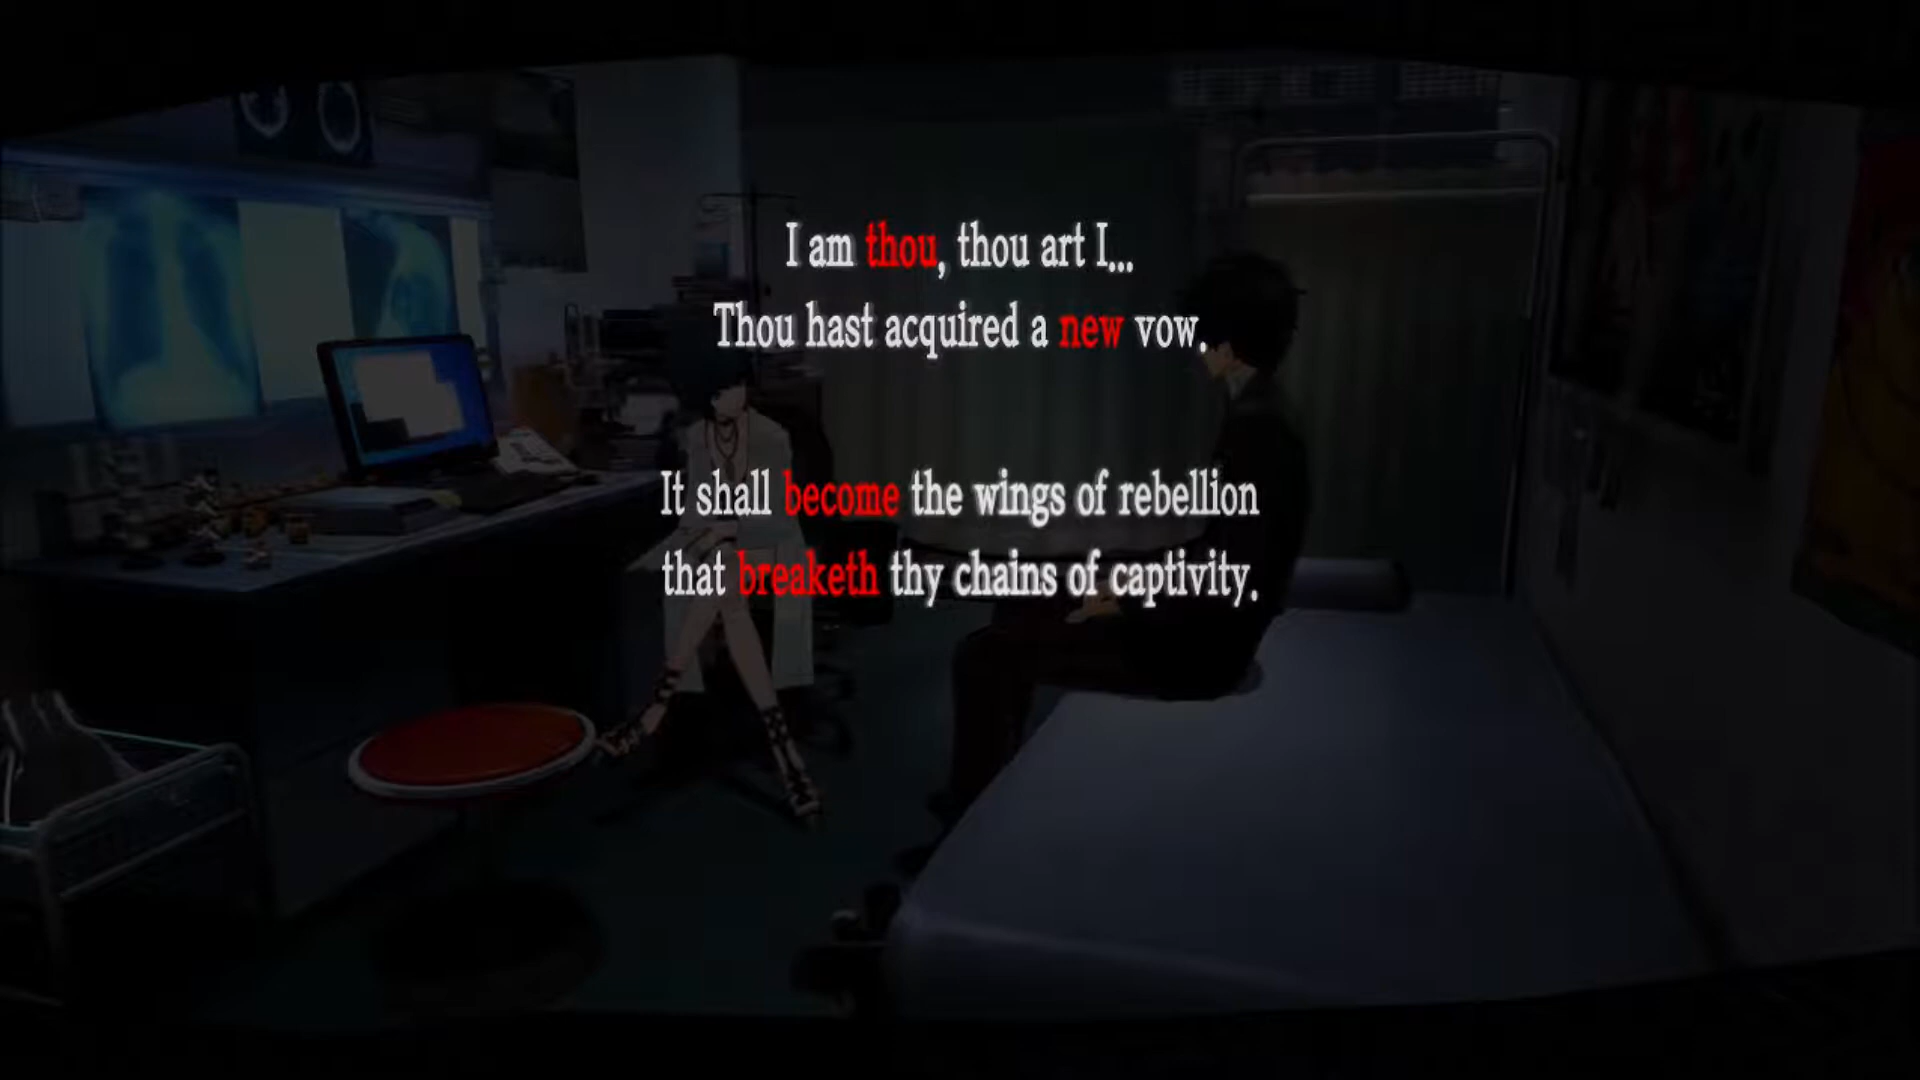 I am thou, thou art I...
Thou hast acquired a new vow.
It shall become the wings of rebellion
that breaketh thy chains of captivity.